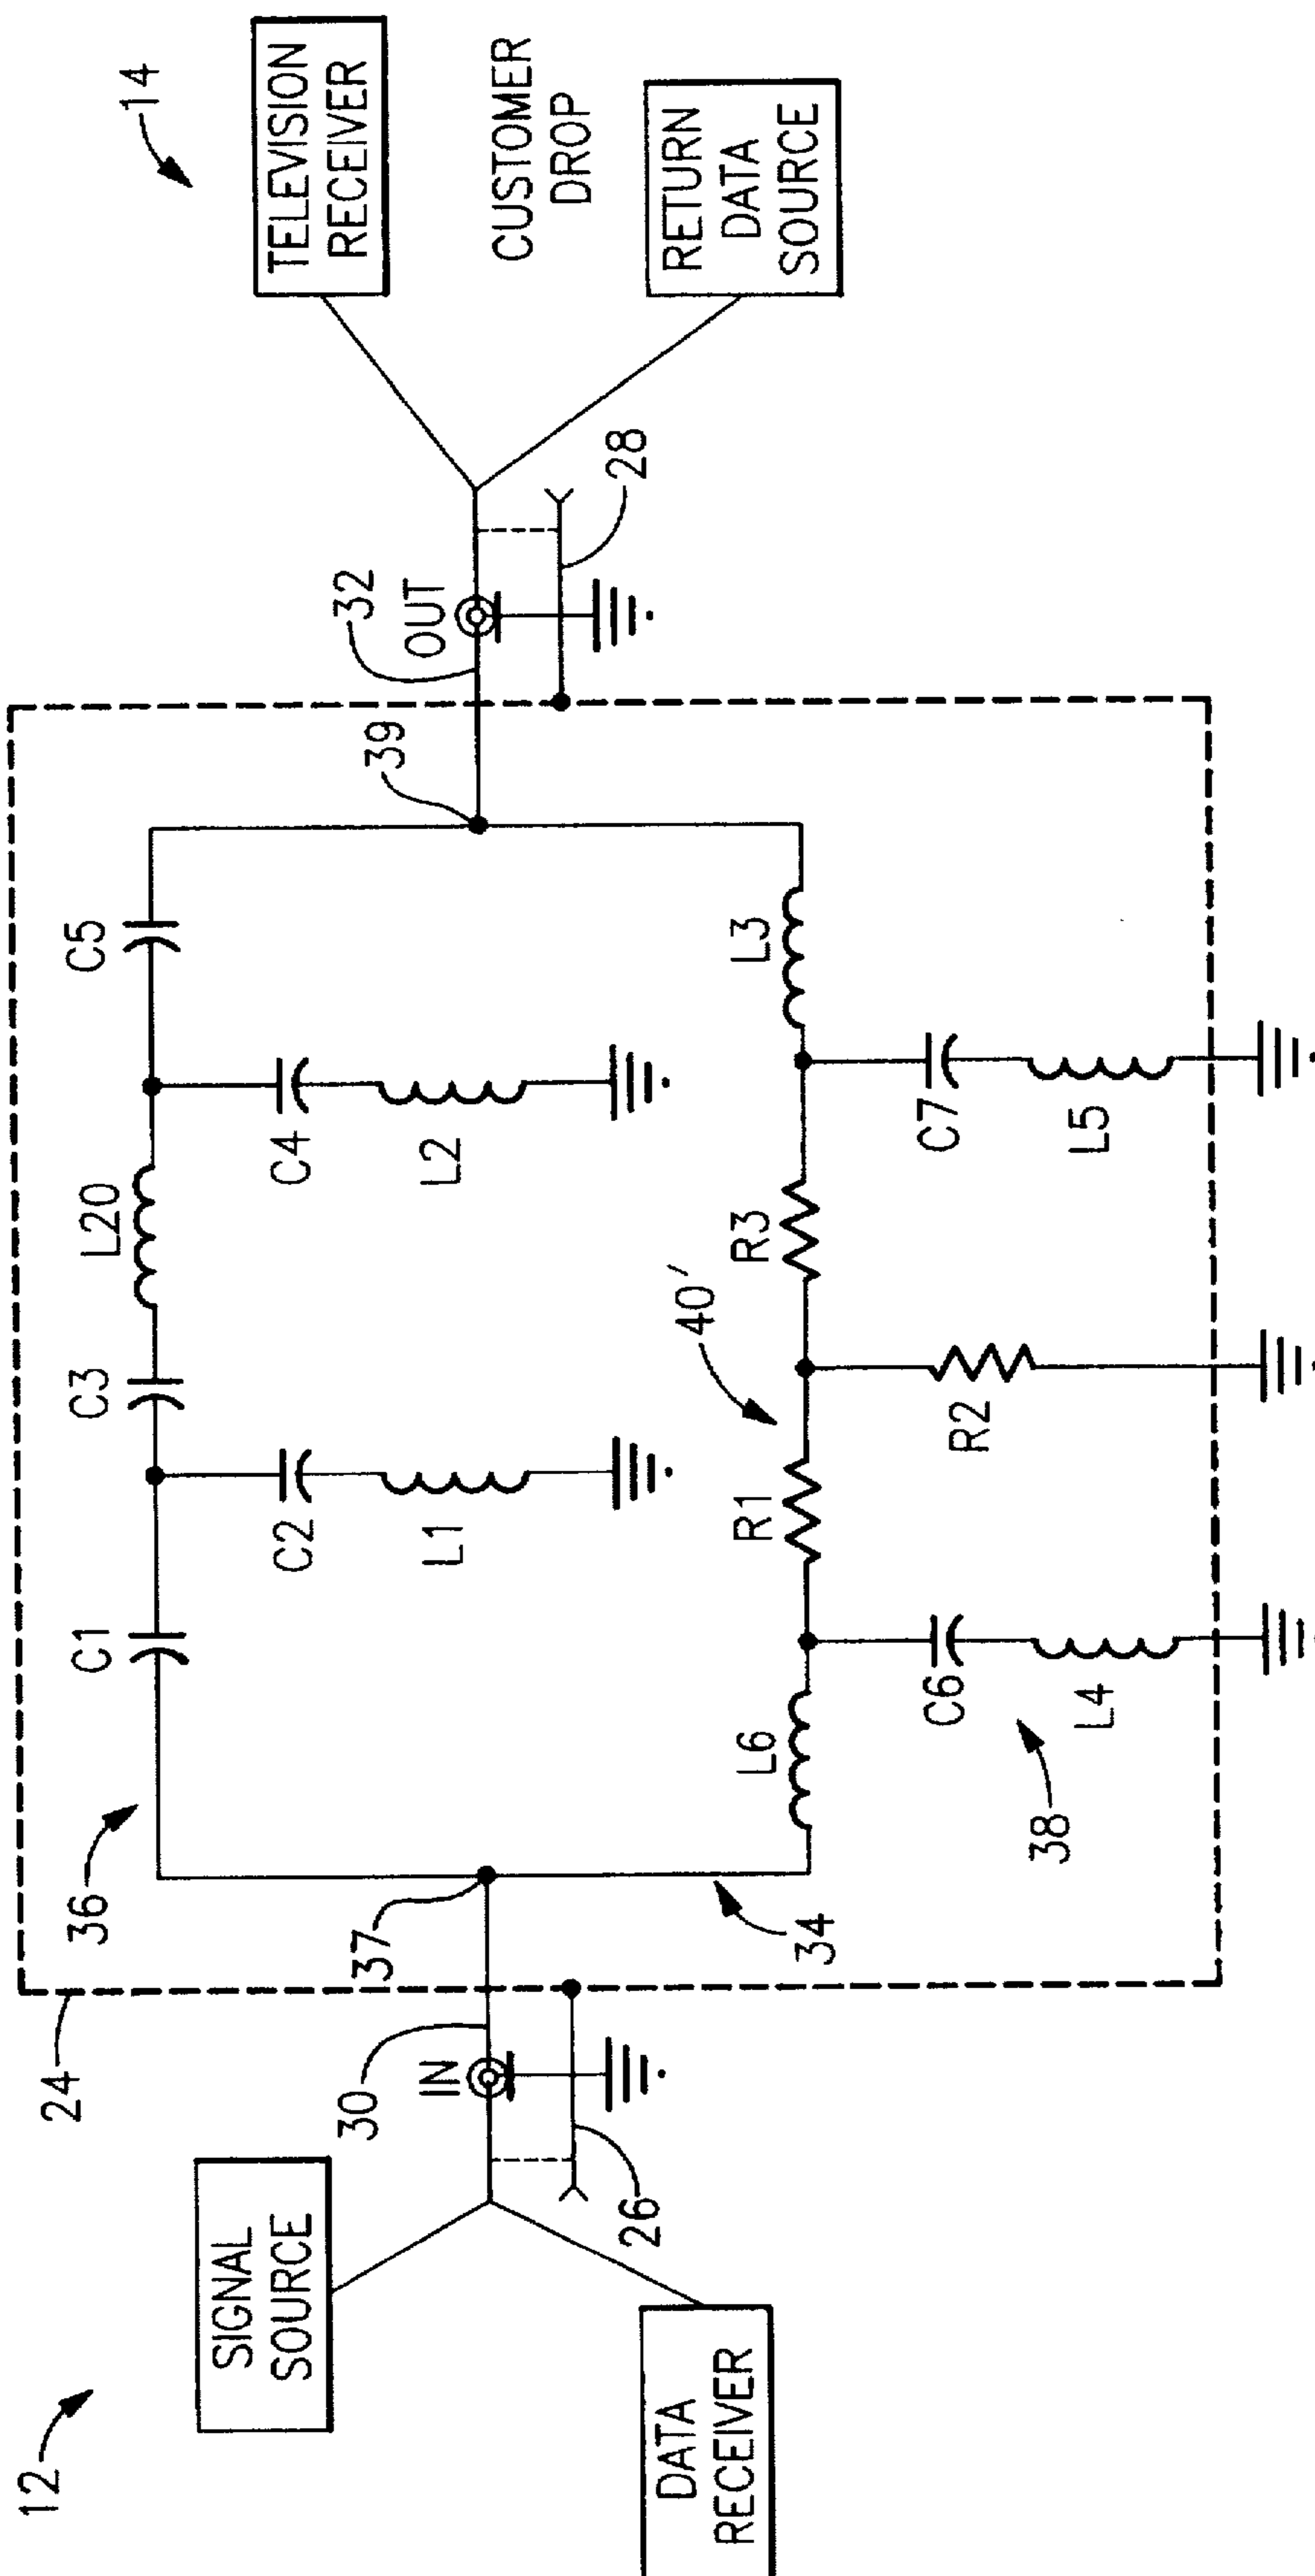 12
14
SIGNAL
SOURCE
DATA
RECEIVER
24
26
IN
30
37
34
36
C1
C2
L1
C3
L20
C4
L2
C5
L6
C6
L4
38
R1
40′
R2
R3
C7
L5
L3
39
32
OUT
28
TELEVISION
RECEIVER
CUSTOMER
DROP
RETURN
DATA
SOURCE